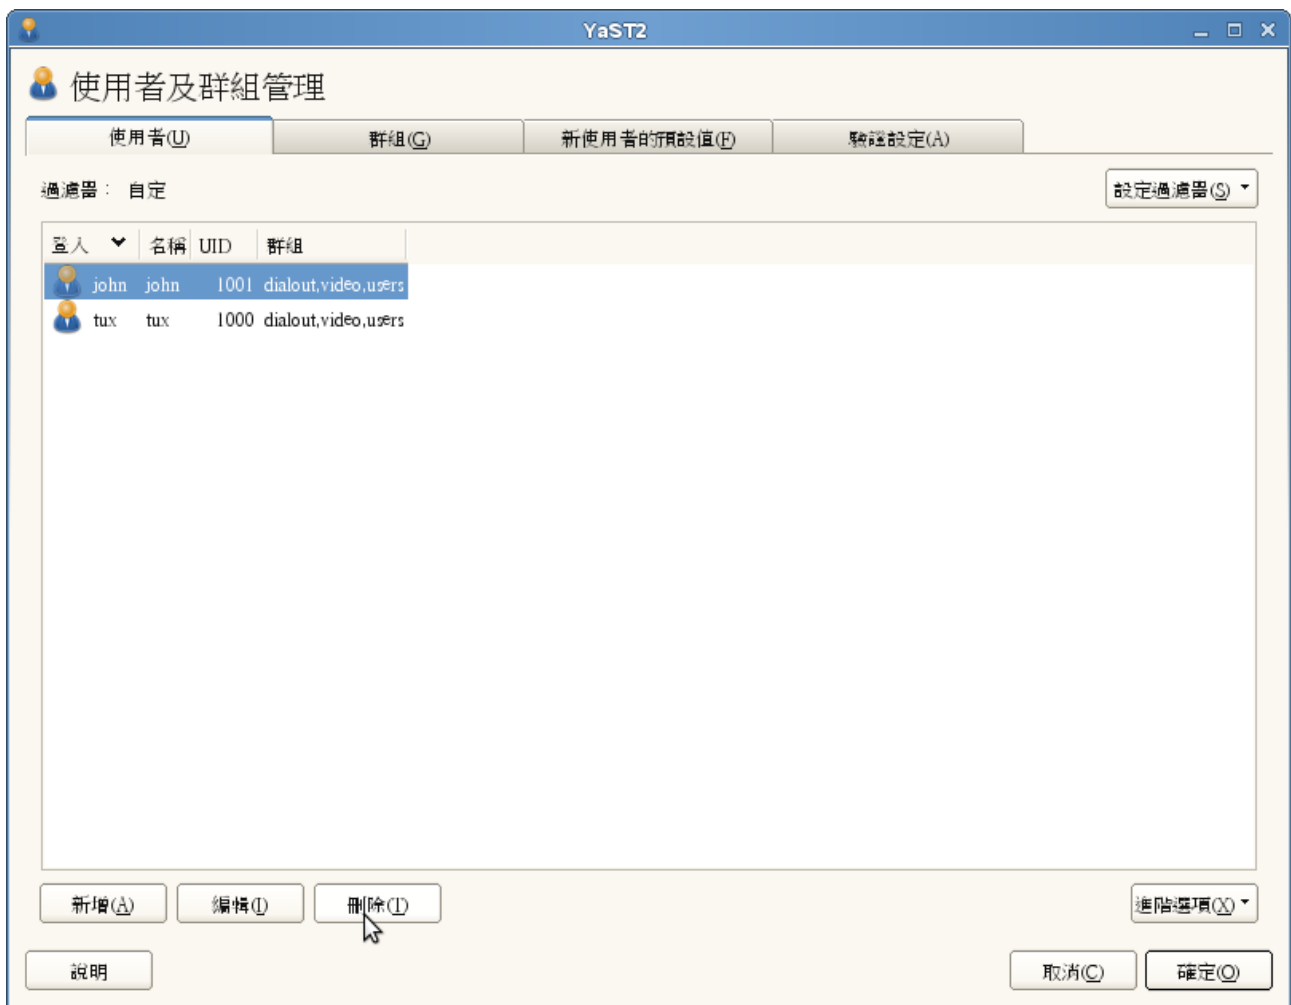 YaST2
使用者及群組管理
使用者(U) 群組(G) 新使用者的預設值(F) 驗證設定(A)
過濾器： 自定 設定過濾器(S)
登入 名稱 UID 群組
john john 1001 dialout,video,users
tux tux 1000 dialout,video,users
新增(A) 編輯(I) 刪除(T) 進階選項(X)
說明 取消(C) 確定(O)